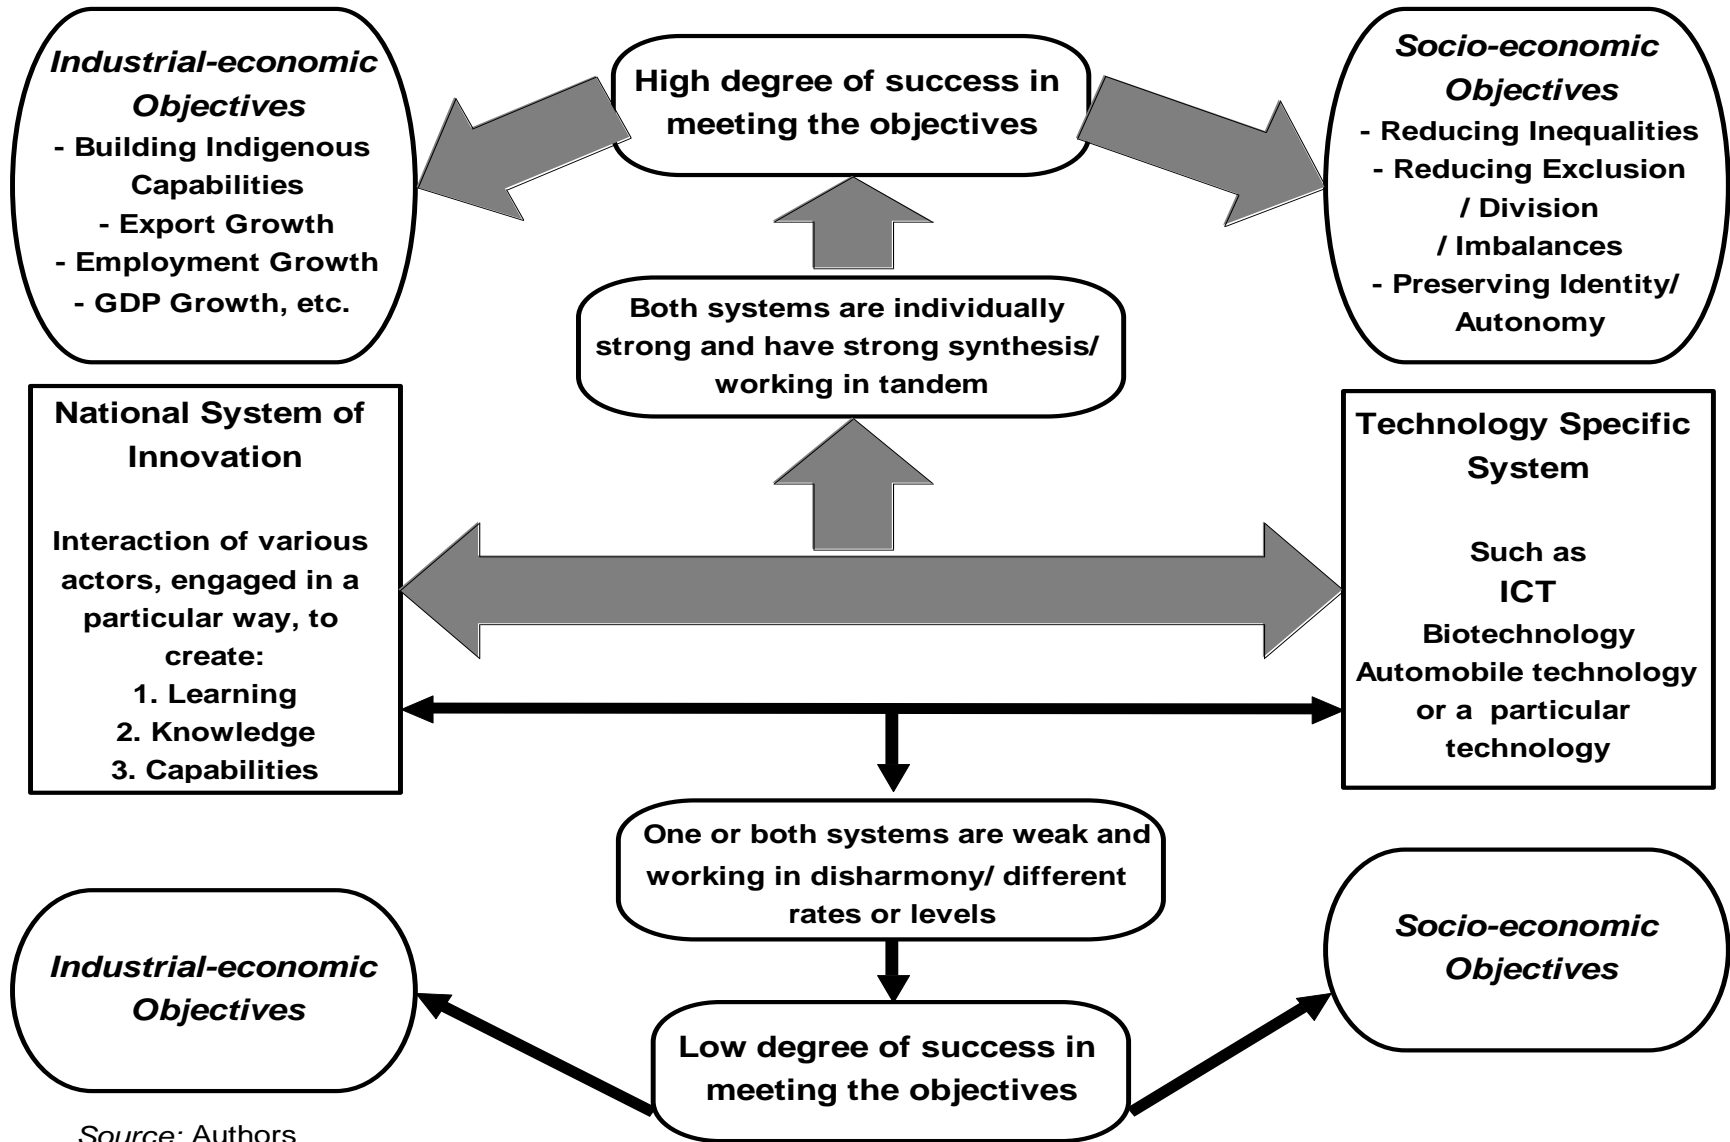 Industrial-economic
Objectives
- Building Indigenous
Capabilities
- Export Growth
- Employment Growth
- GDP Growth, etc.
High degree of success in
meeting the objectives
Socio-economic
Objectives
- Reducing Inequalities
- Reducing Exclusion
/ Division
/ Imbalances
- Preserving Identity/
Autonomy
Both systems are individually
strong and have strong synthesis/
working in tandem
National System of
Innovation
Interaction of various
actors, engaged in a
particular way, to
create:
1. Learning
2. Knowledge
3. Capabilities
Technology Specific
System
Such as
ICT
Biotechnology
Automobile technology
or a particular
technology
One or both systems are weak and
working in disharmony/ different
rates or levels
Industrial-economic
Objectives
Low degree of success in
meeting the objectives
Socio-economic
Objectives
Source: Authors